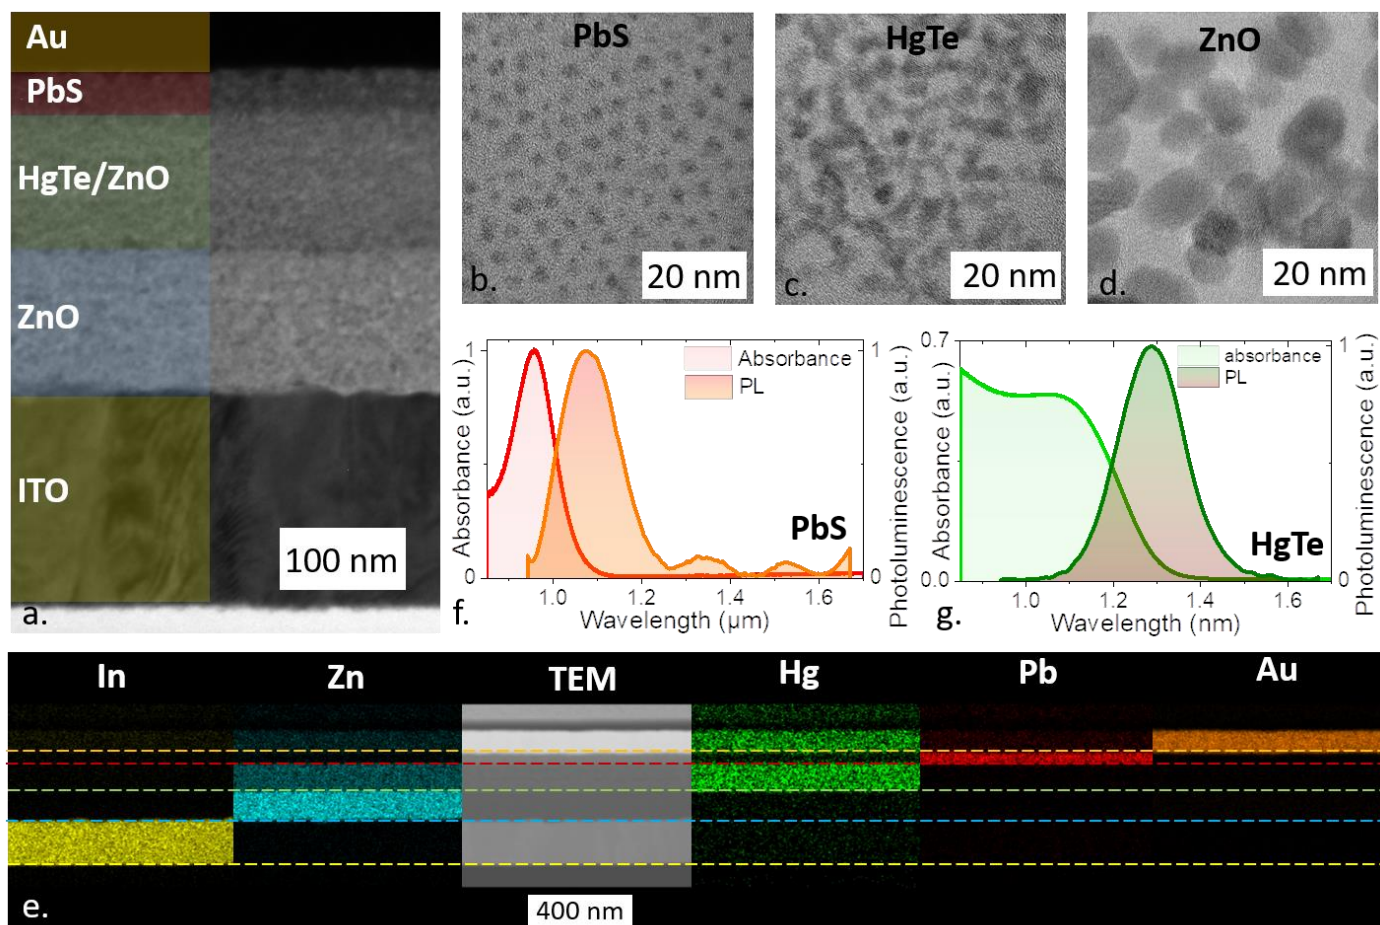 Au
PbS
HgTe/ZnO
ZnO
ITO
100 nm
a.
PbS
20 nm
b.
HgTe
20 nm
c.
ZnO
20 nm
d.
Absorbance (a.u.)
1
0
Absorbance
PL
PbS
1
0
Photoluminescence (a.u.)
1.0 1.2 1.4 1.6
Wavelength (μm)
f.
Absorbance (a.u.)
0.7
0.0
absorbance
PL
HgTe
1
0
Photoluminescence (a.u.)
1.0 1.2 1.4 1.6
Wavelength (nm)
g.
In Zn TEM Hg Pb Au
e.
400 nm